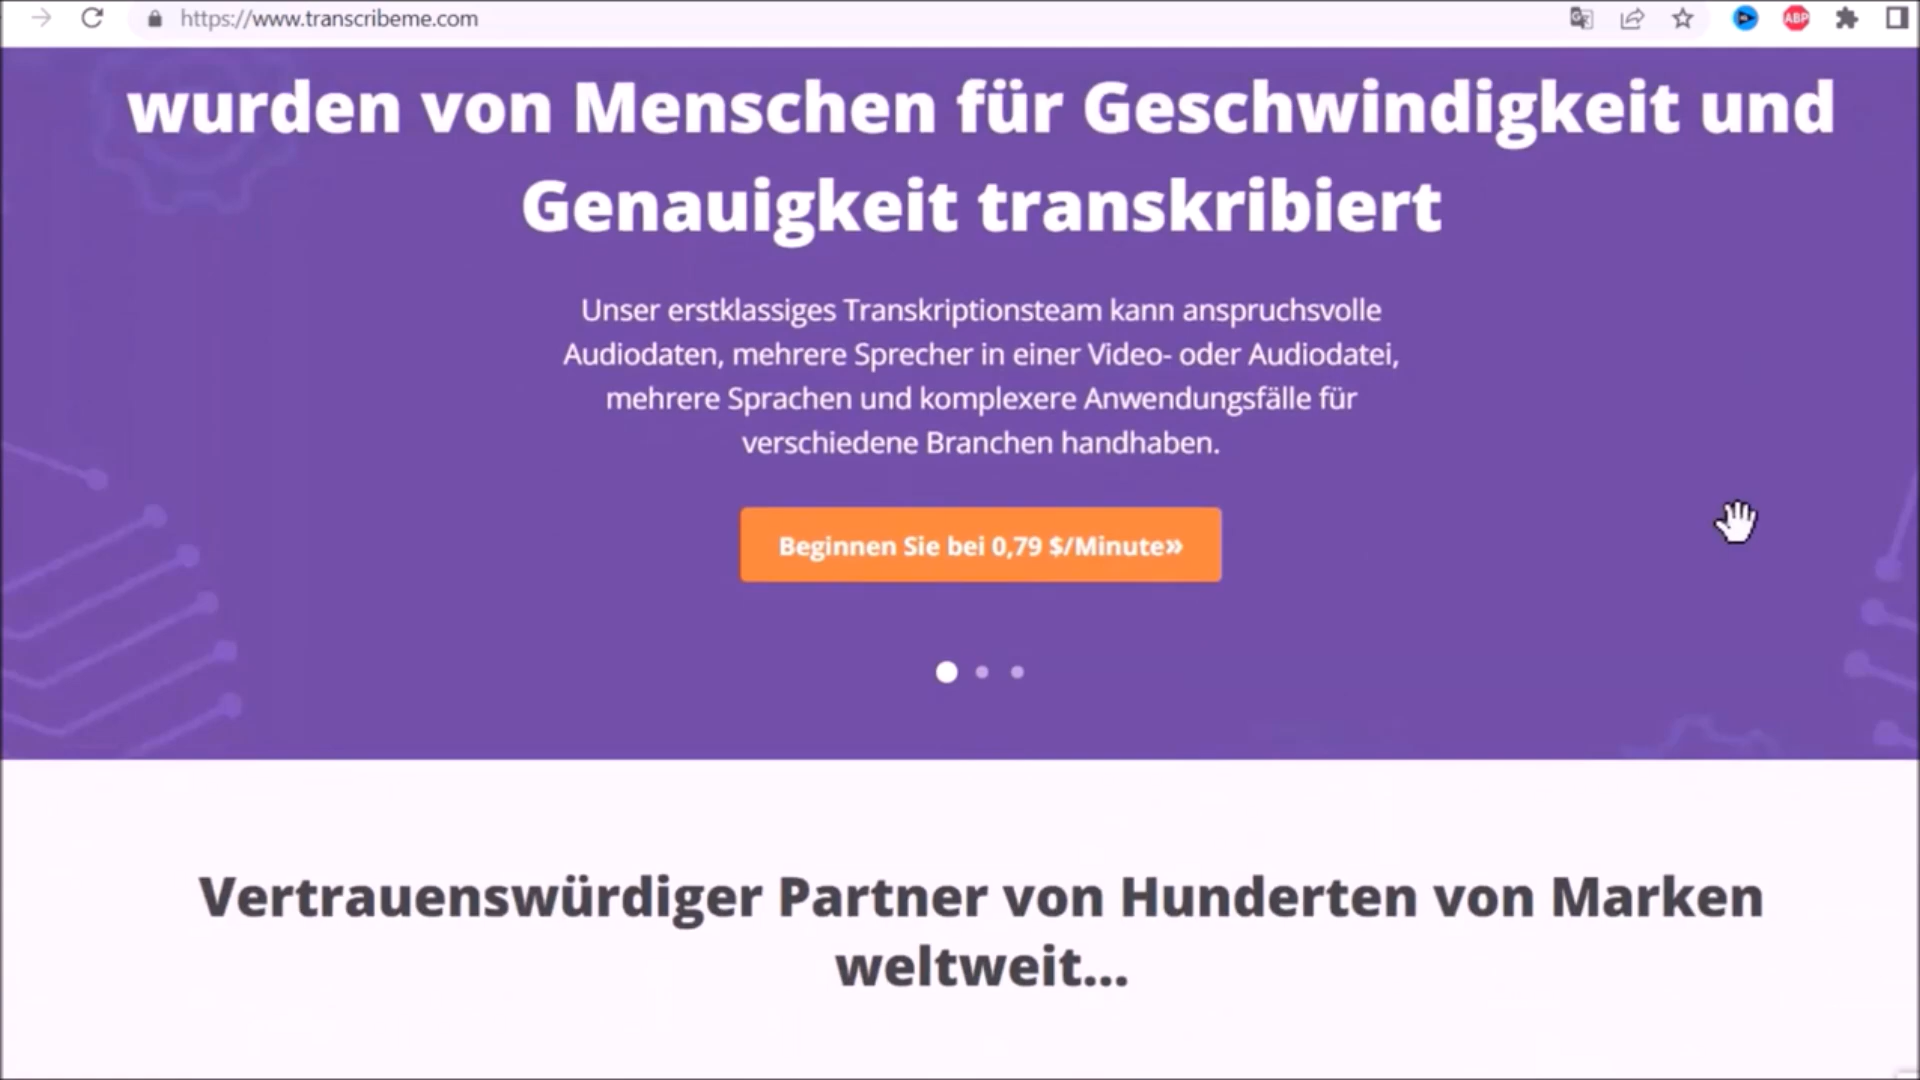 https://www.transcribeme.com
ABP
wurden von Menschen für Geschwindigkeit und
Genauigkeit transkribiert
Unser erstklassiges Transkriptionsteam kann anspruchsvolle
Audiodaten, mehrere Sprecher in einer Video- oder Audiodatei,
mehrere Sprachen und komplexere Anwendungsfälle für
verschiedene Branchen handhaben.
Beginnen Sie bei 0,79 $/Minute»
Vertrauenswürdiger Partner von Hunderten von Marken
weltweit...